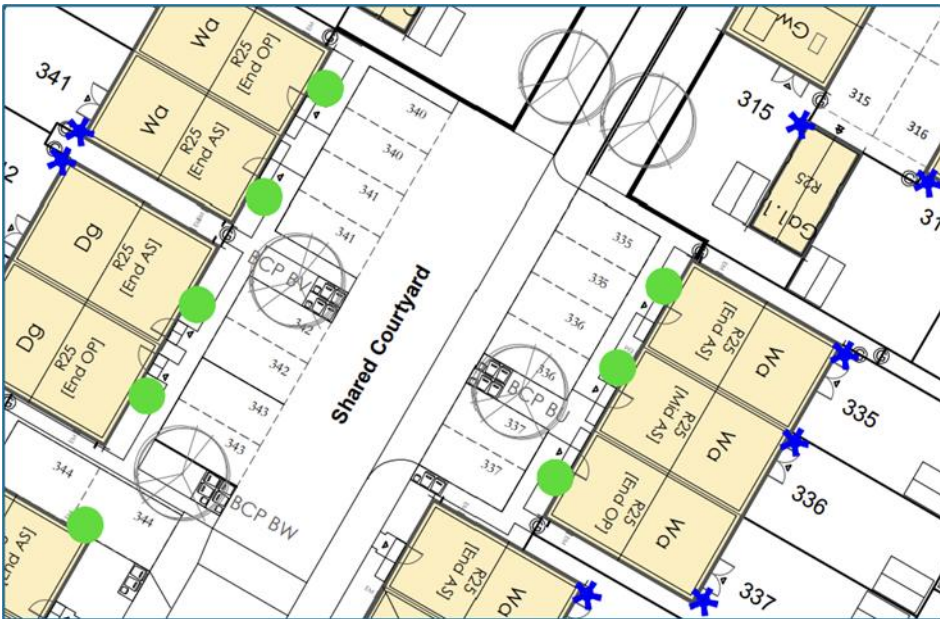 341
Wa
R25
[End OP]
Wa
R25
[End AS]
340
340
341
341
Gw
315
315
316
R25
Dg
R25
[End AS]
Dg
R25
[End OP]
342
343
343
BCP BW
344
344
Shared Courtyard
335
335
336
336
BCP BU
337
337
R25
[End AS]
Wa
R25
[Mid AS]
Wa
R25
[End OP]
Wa
335
336
337
R25
[End AS]
Wa
[End AS]